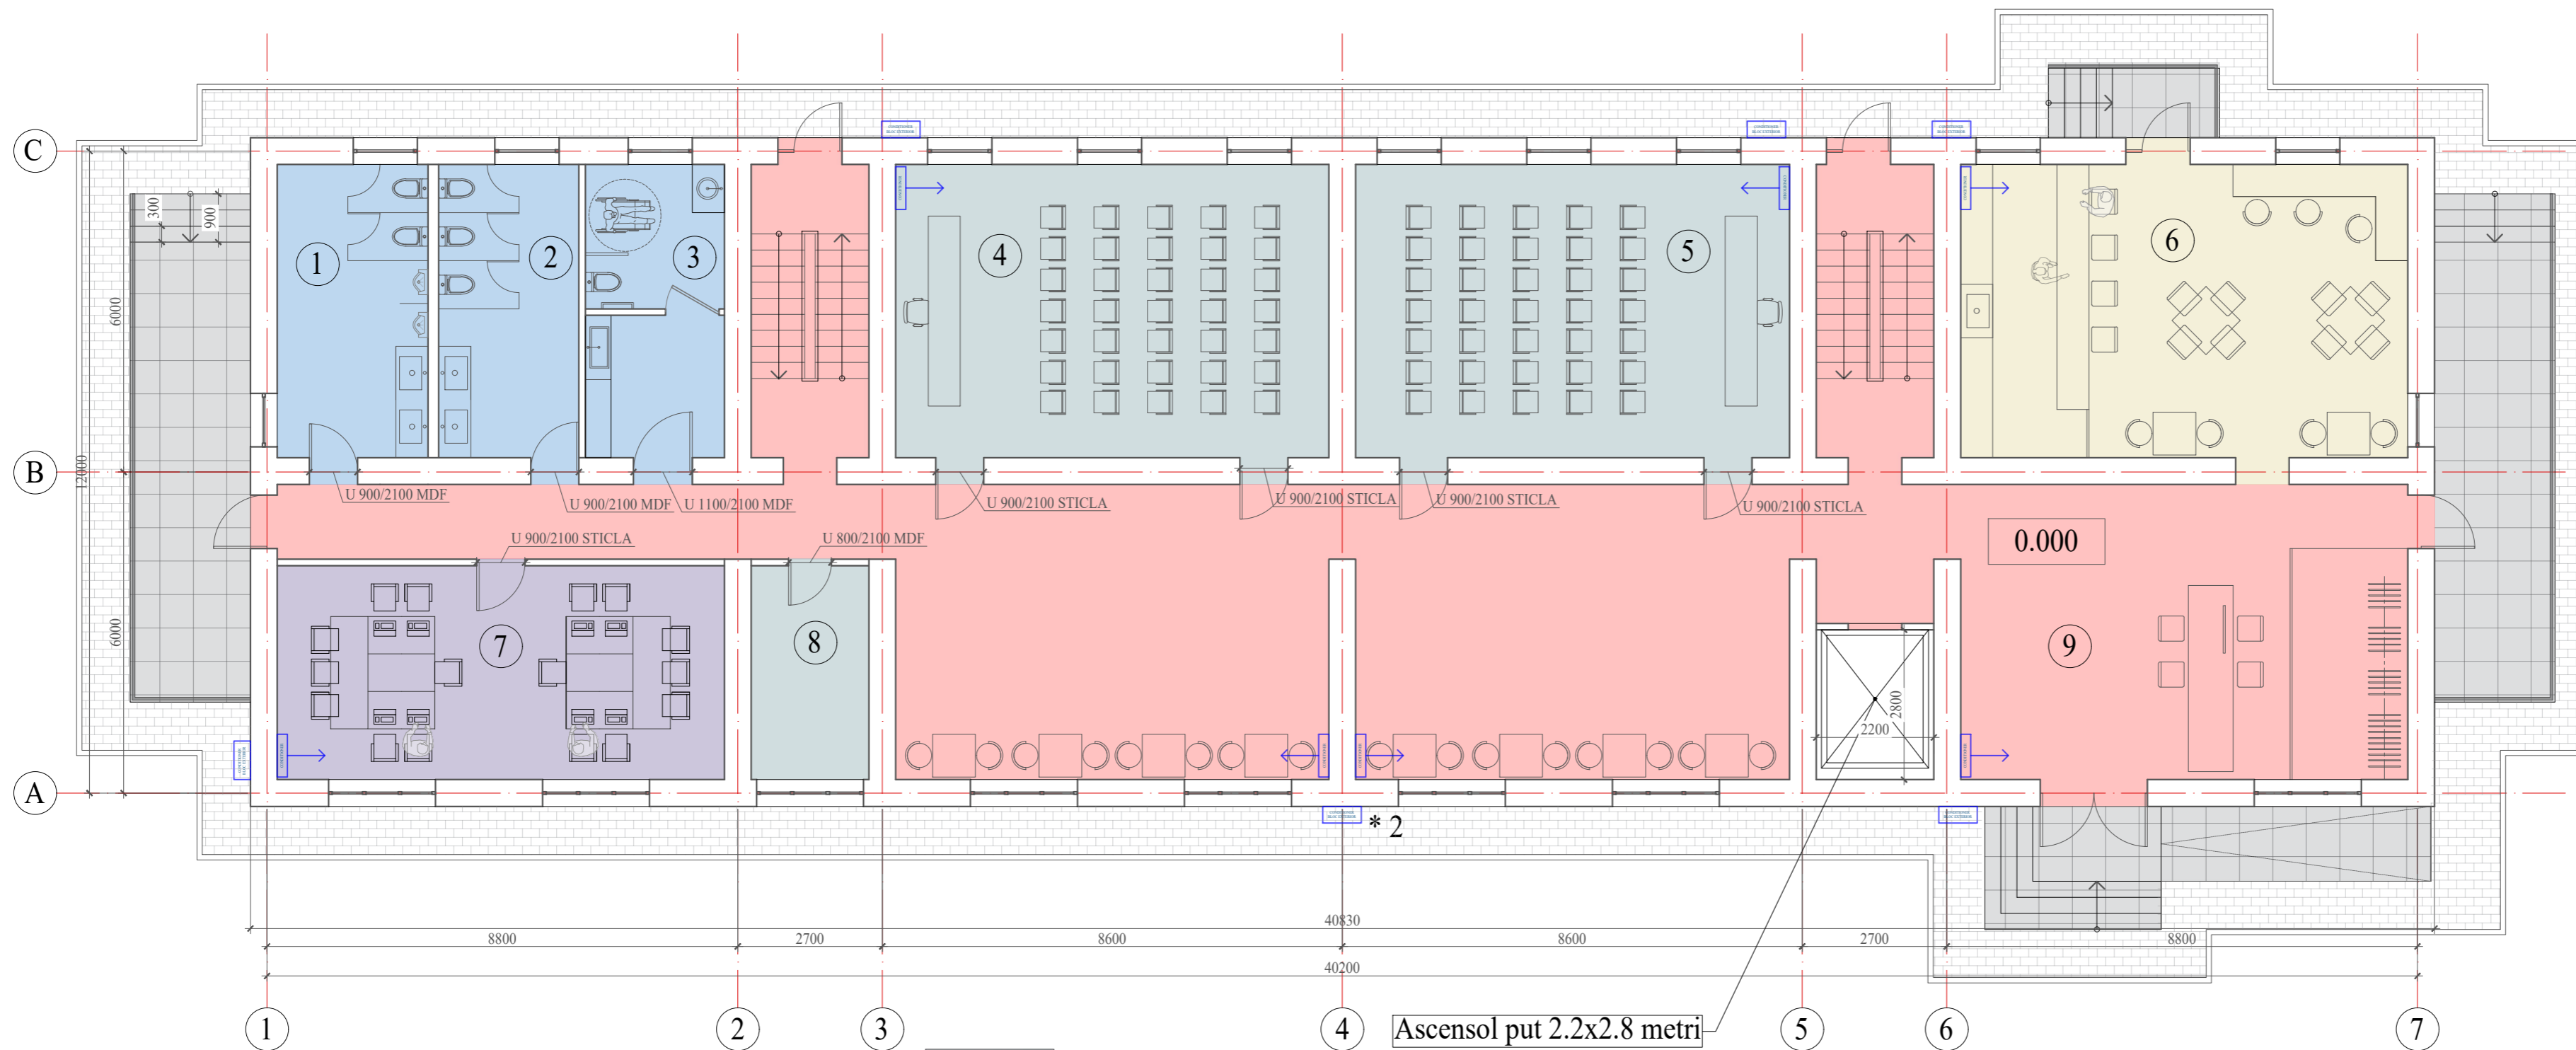 C
B
A
300
900
6000
12000
6000
1
2
3
4
5
6
U 900/2100 MDF
U 900/2100 MDF
U 1100/2100 MDF
U 900/2100 STICLA
U 900/2100 STICLA
U 900/2100 STICLA
U 900/2100 STICLA
U 900/2100 STICLA
U 800/2100 MDF
0.000
7
8
9
2800
2200
* 2
40830
8800
2700
8600
8600
2700
8800
40200
1
2
3
4
Ascensol put 2.2x2.8 metri
5
6
7